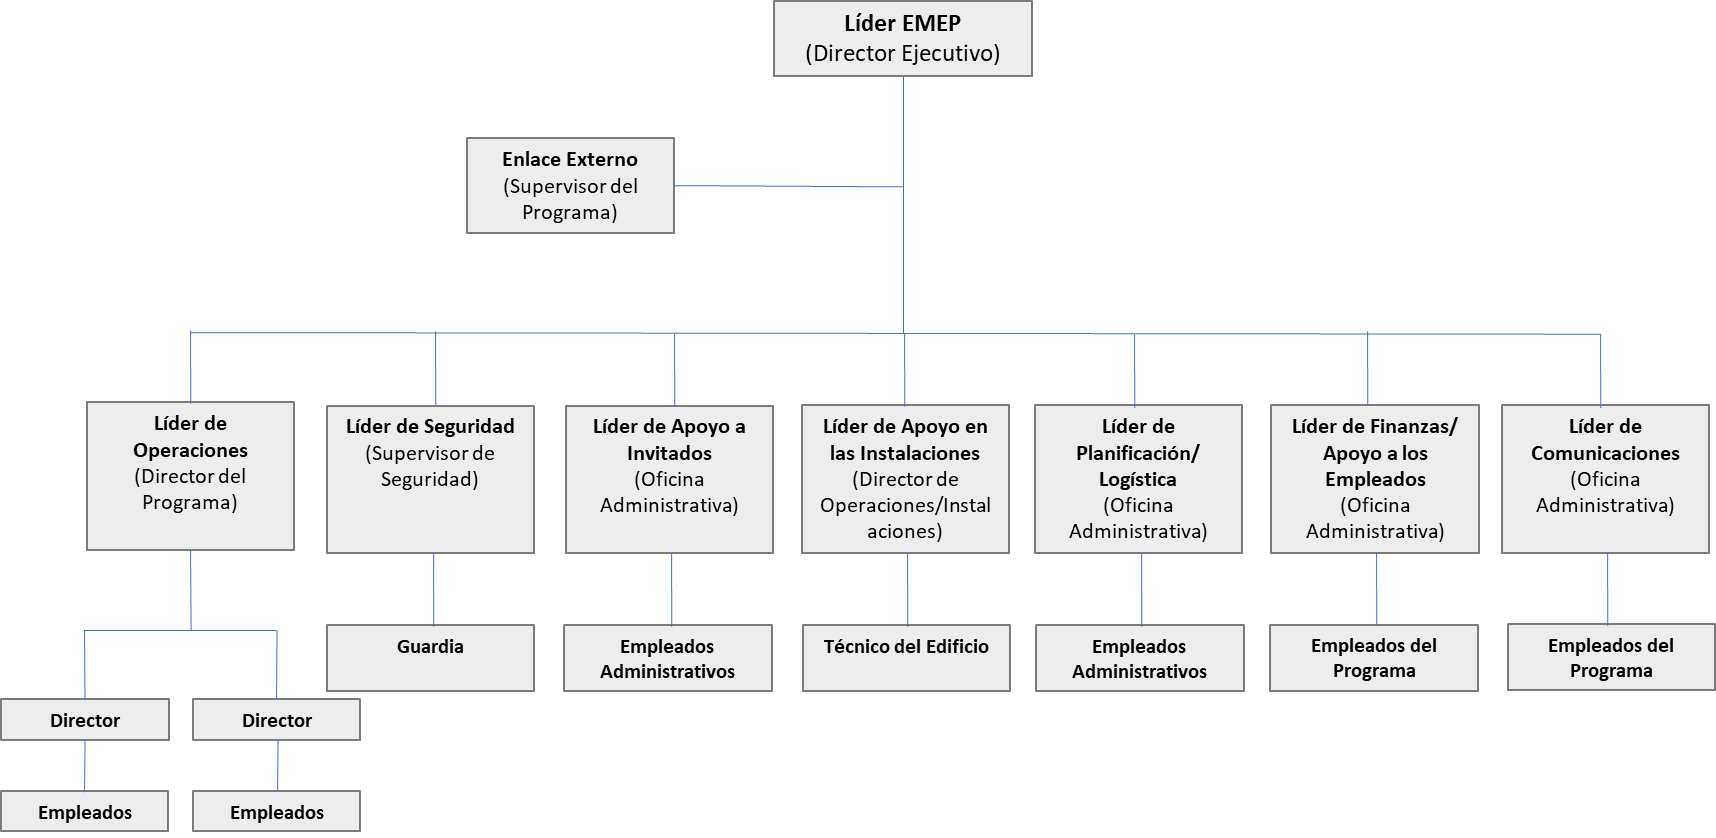 Líder EMEP
(Director Ejecutivo)
Enlace Externo
(Supervisor del
Programa)
Líder de
Operaciones
(Director del
Programa)
Líder de Seguridad
(Supervisor de
Seguridad)
Líder de Apoyo a
Invitados
(Oficina
Administrativa)
Líder de Apoyo en
las Instalaciones
(Director de
Operaciones/Instal
aciones)
Líder de
Planificación/
Logística
(Oficina
Administrativa)
Líder de Finanzas/
Apoyo a los
Empleados
(Oficina
Administrativa)
Líder de
Comunicaciones
(Oficina
Administrativa)
Guardia
Empleados
Administrativos
Técnico del Edificio
Empleados
Administrativos
Empleados del
Programa
Empleados del
Programa
Director
Director
Empleados
Empleados